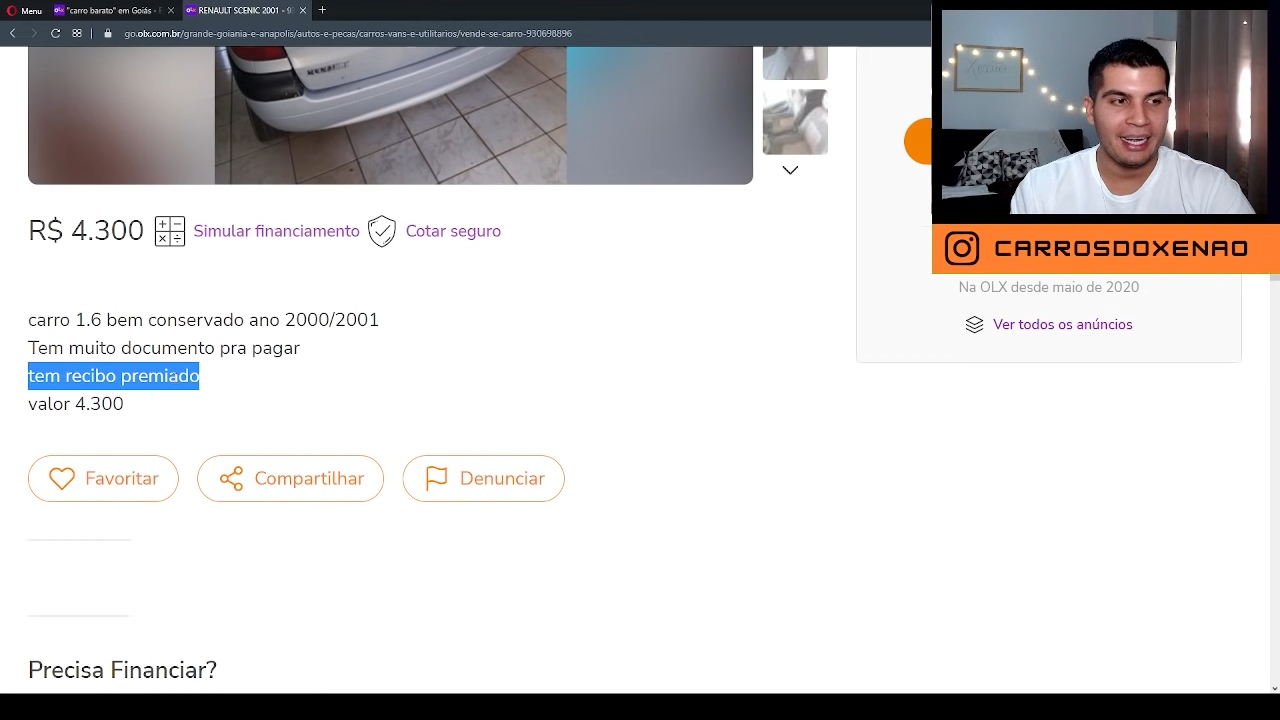 Menu
"carro barato" em Goiás - 
RENAULT SCENIC 2001 - 9
go.olx.com.br/grande-goiania-e-anapolis/autos-e-pecas/carros-vans-e-utilitarios/vende-se-carro-930698896
R$ 4.300
Simular financiamento
Cotar seguro
carro 1.6 bem conservado ano 2000/2001
Tem muito documento pra pagar
tem recibo premiado
valor 4.300
Favoritar
Compartilhar
Denunciar
Precisa Financiar?
CARROSDOXENAO
Na OLX desde maio de 2020
Ver todos os anúncios